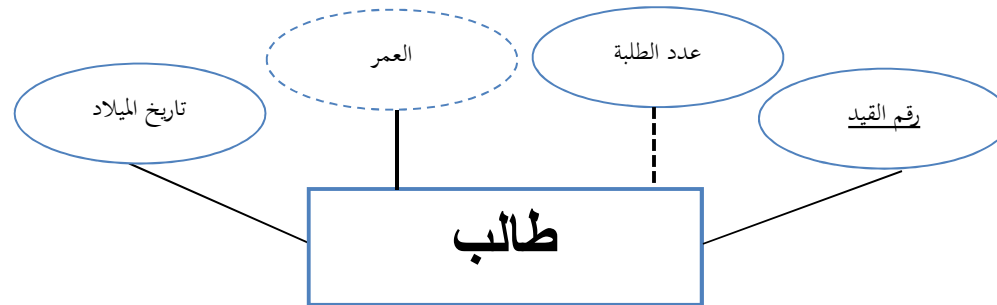 عدد الطلبة
العمر
رقم القيد
تاريخ الميلاد
طالب